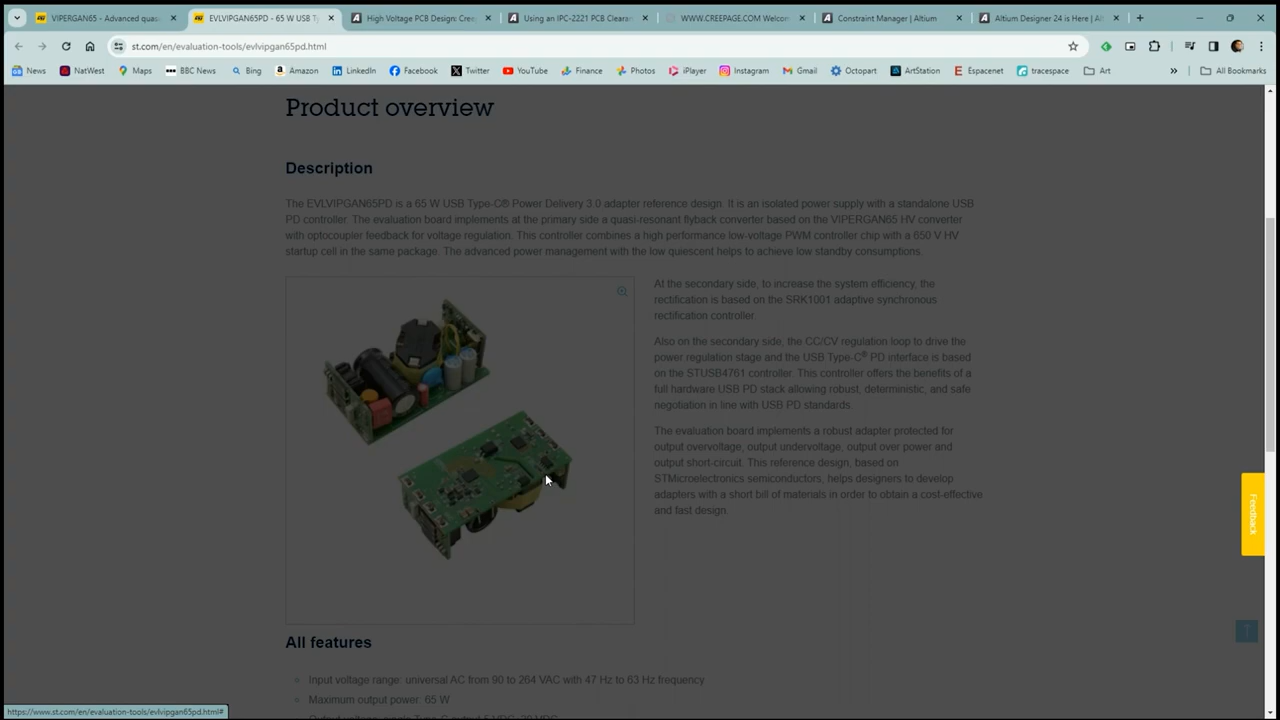 VIPERGAN65 - Advanced quas
EVLVIPGAN65PD - 65 W USB Ty
High Voltage PCB Design: Cree
Using an IPC-2221 PCB Clearan
WWW.CREEPAGE.COM Welcom
Constraint Manager | Altium
Altium Designer 24 is Here | Alt
st.com/en/evaluation-tools/evlvipgan65pd.html
News
NatWest
Maps
BBC News
Bing
Amazon
LinkedIn
Facebook
Twitter
YouTube
Finance
Photos
iPlayer
Instagram
Gmail
Octopart
ArtStation
Espacenet
tracespace
Art
All Bookmarks
Product overview
Description
The EVLVIPGAN65PD is a 65 W USB Type-C® Power Delivery 3.0 adapter reference design. It is an isolated power supply with a standalone USB
PD controller. The evaluation board implements at the primary side a quasi-resonant flyback converter based on the VIPERGAN65 HV converter
with optocoupler feedback for voltage regulation. This controller combines a high performance low-voltage PWM controller chip with a 650 V HV
startup cell in the same package. The advanced power management with the low quiescent helps to achieve low standby consumptions.
At the secondary side, to increase the system efficiency, the
rectification is based on the SRK1001 adaptive synchronous
rectification controller.
Also on the secondary side, the CC/CV regulation loop to drive the
power regulation stage and the USB Type-C® PD interface is based
on the STUSB4761 controller. This controller offers the benefits of a
full hardware USB PD stack allowing robust, deterministic, and safe
negotiation in line with USB PD standards.
The evaluation board implements a robust adapter protected for
output overvoltage, output undervoltage, output over power and
output short-circuit. This reference design, based on
STMicroelectronics semiconductors, helps designers to develop
adapters with a short bill of materials in order to obtain a cost-effective
and fast design.
Feedback
All features
Input voltage range: universal AC from 90 to 264 VAC with 47 Hz to 63 Hz frequency
Maximum output power: 65 W
https://www.st.com/en/evaluation-tools/evlvipgan65pd.html#